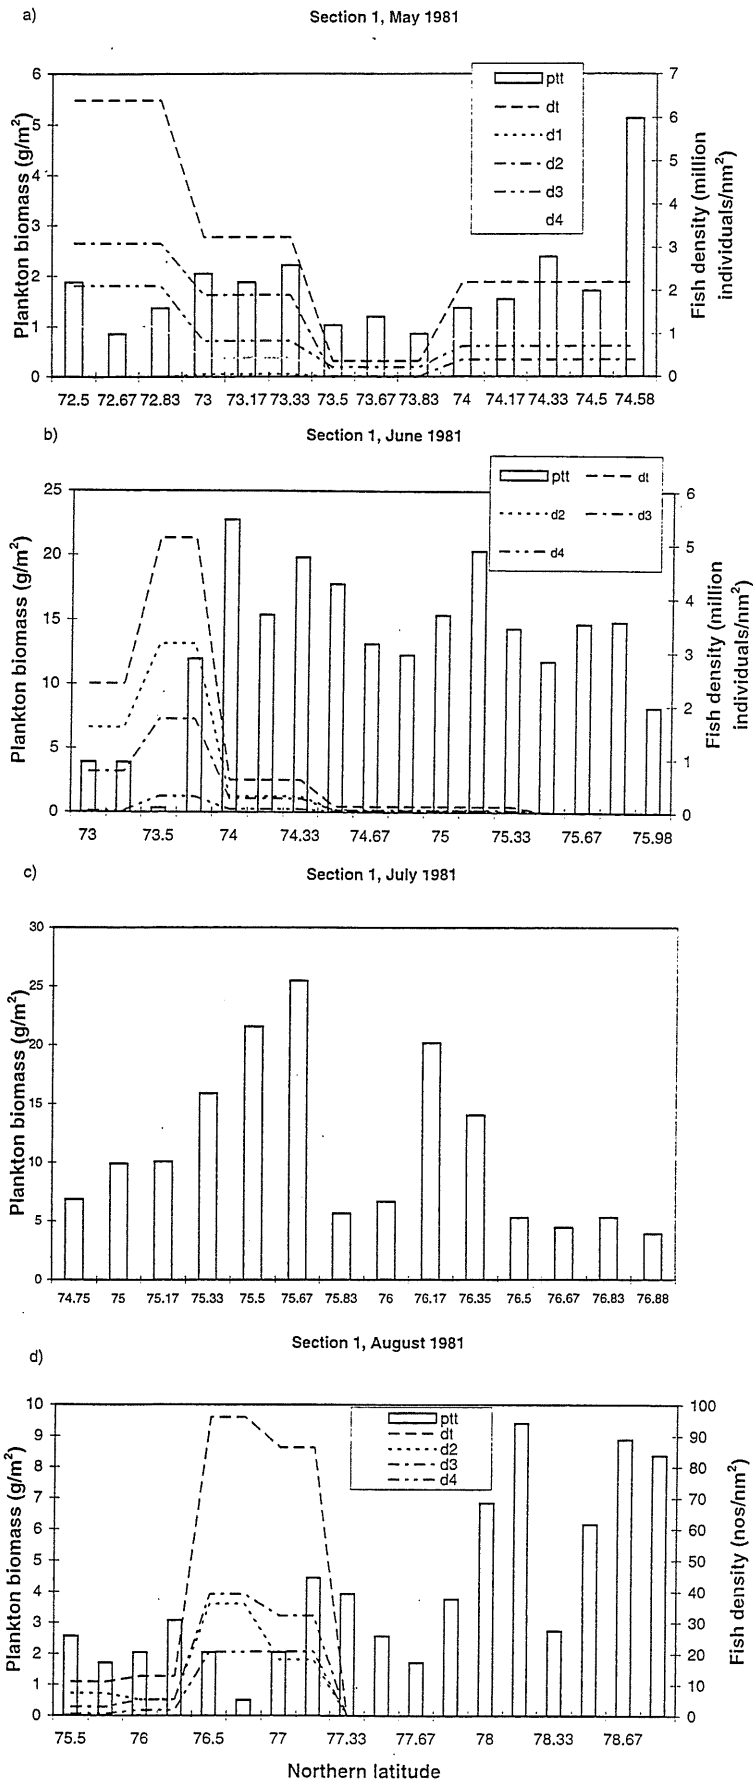 a)
Section 1, May 1981
Plankton biomass (g/m²)
6
5
4
3
2
1
0
7
6
5
4
3
2
1
0
Fish density (million
individuals/nm²)
ptt
dt
d1
d2
d3
d4
72.5 72.67 72.83 73 73.17 73.33 73.5 73.67 73.83 74 74.17 74.33 74.5 74.58
b)
Section 1, June 1981
Plankton biomass (g/m²)
25
20
15
10
5
0
6
5
4
3
2
1
0
Fish density (million
individuals/nm²)
ptt dt
d2 d3
d4
73 73.5 74 74.33 74.67 75 75.33 75.67 75.98
c)
Section 1, July 1981
Plankton biomass (g/m²)
30
25
20
15
10
5
0
74.75 75 75.17 75.33 75.5 75.67 75.83 76 76.17 76.35 76.5 76.67 76.83 76.88
d)
Section 1, August 1981
Plankton biomass (g/m²)
10
9
8
7
6
5
4
3
2
1
0
100
90
80
70
60
50
40
30
20
10
0
Fish density (nos/nm²)
ptt
dt
d2
d3
d4
75.5 76 76.5 77 77.33 77.67 78 78.33 78.67
Northern latitude